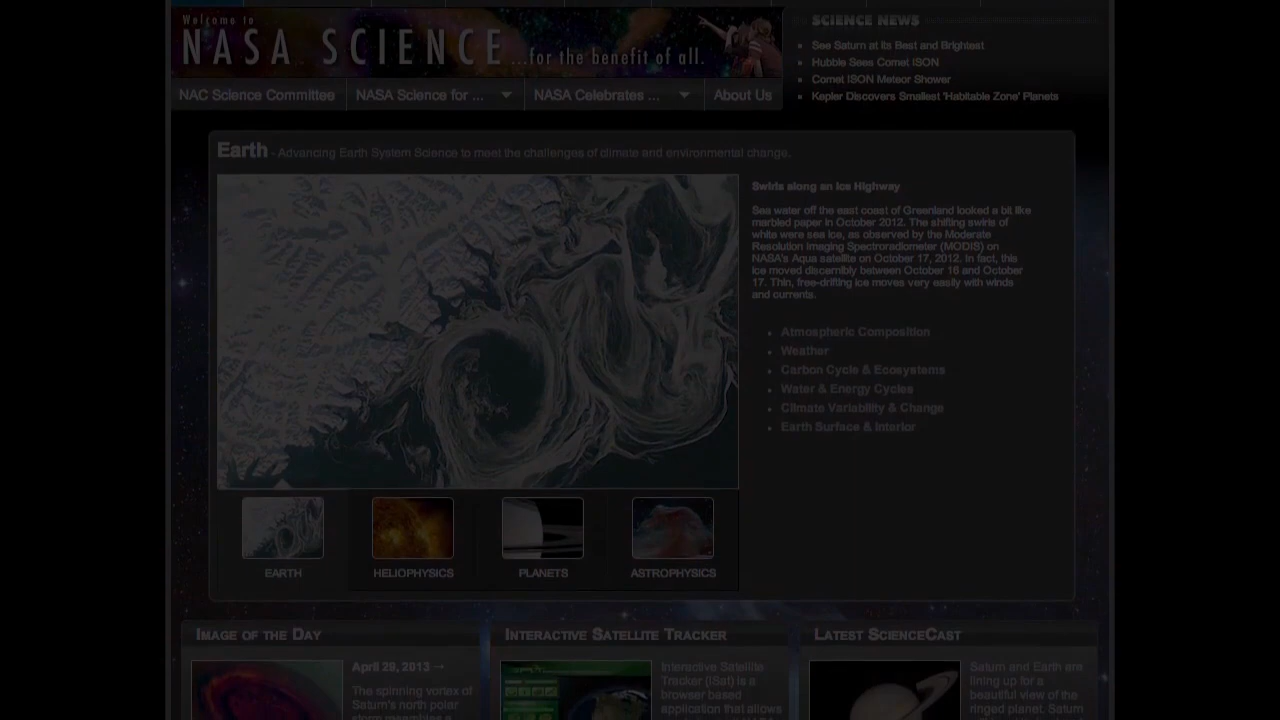 Welcome to
NASA SCIENCE ...for the benefit of all.
SCIENCE NEWS
See Saturn at its Best and Brightest
Hubble Sees Comet ISON
Comet ISON Meteor Shower
Kepler Discovers Smallest 'Habitable Zone' Planets
NAC Science Committee
NASA Science for ...
NASA Celebrates ...
About Us
Earth - Advancing Earth System Science to meet the challenges of climate and environmental change.
Swirls along an Ice Highway
Sea water off the east coast of Greenland looked a bit like
marbled paper in October 2012. The shifting swirls of
white were sea ice, as observed by the Moderate
Resolution Imaging Spectroradiometer (MODIS) on
NASA's Aqua satellite on October 17, 2012. In fact, this
ice moved discernibly between October 16 and October
17. Thin, free-drifting ice moves very easily with winds
and currents.
Atmospheric Composition
Weather
Carbon Cycle & Ecosystems
Water & Energy Cycles
Climate Variability & Change
Earth Surface & Interior
EARTH
HELIOPHYSICS
PLANETS
ASTROPHYSICS
IMAGE OF THE DAY
April 29, 2013 →
The spinning vortex of
Saturn's north polar
storm resembles a
INTERACTIVE SATELLITE TRACKER
Interactive Satellite
Tracker (iSat) is a
browser based
application that allows
LATEST SCIENCECAST
Saturn and Earth are
lining up for a
beautiful view of the
ringed planet. Saturn